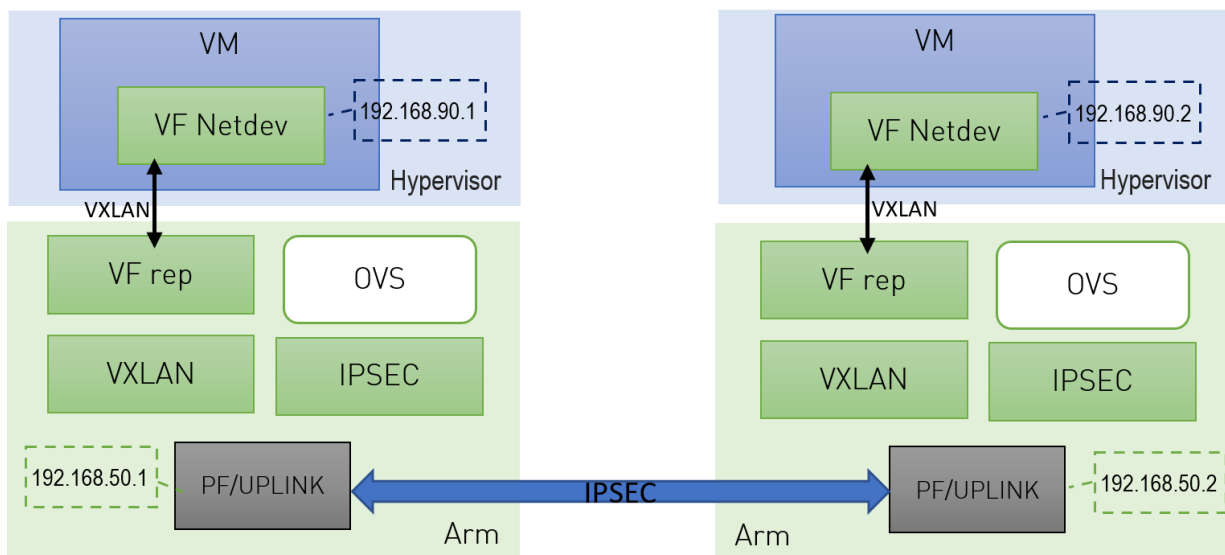 VM
VF Netdev
192.168.90.1
Hypervisor
VXLAN
VF rep
OVS
VXLAN
IPSEC
192.168.50.1
PF/UPLINK
Arm
IPSEC
VM
VF Netdev
192.168.90.2
Hypervisor
VXLAN
VF rep
OVS
VXLAN
IPSEC
PF/UPLINK
192.168.50.2
Arm